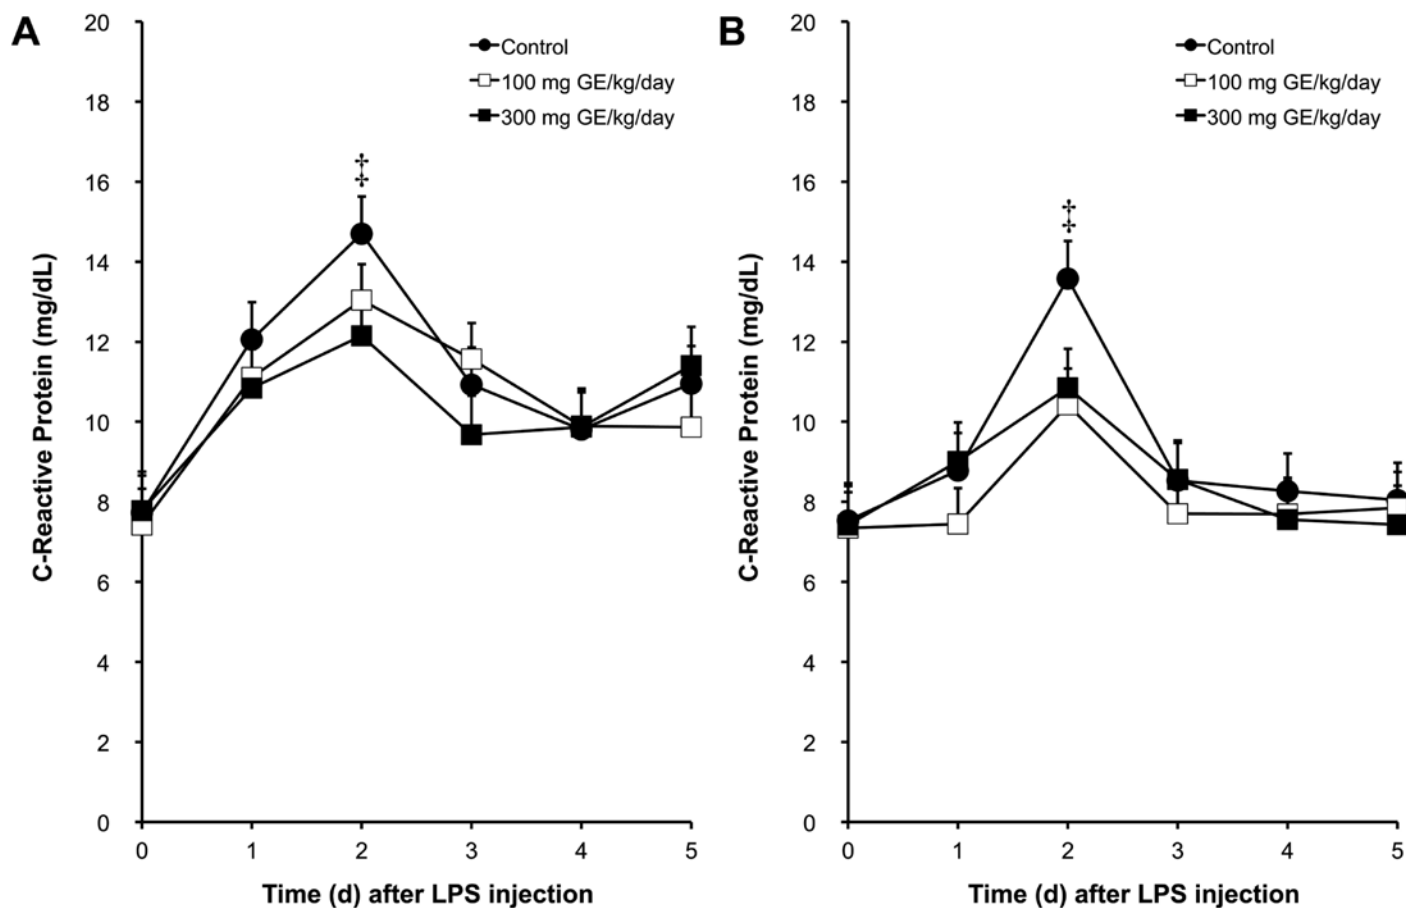 A
C-Reactive Protein (mg/dL)
20
18
16
14
12
10
8
6
4
2
0
Control
100 mg GE/kg/day
300 mg GE/kg/day
‡
0 1 2 3 4 5
Time (d) after LPS injection
B
C-Reactive Protein (mg/dL)
20
18
16
14
12
10
8
6
4
2
0
Control
100 mg GE/kg/day
300 mg GE/kg/day
‡
0 1 2 3 4 5
Time (d) after LPS injection